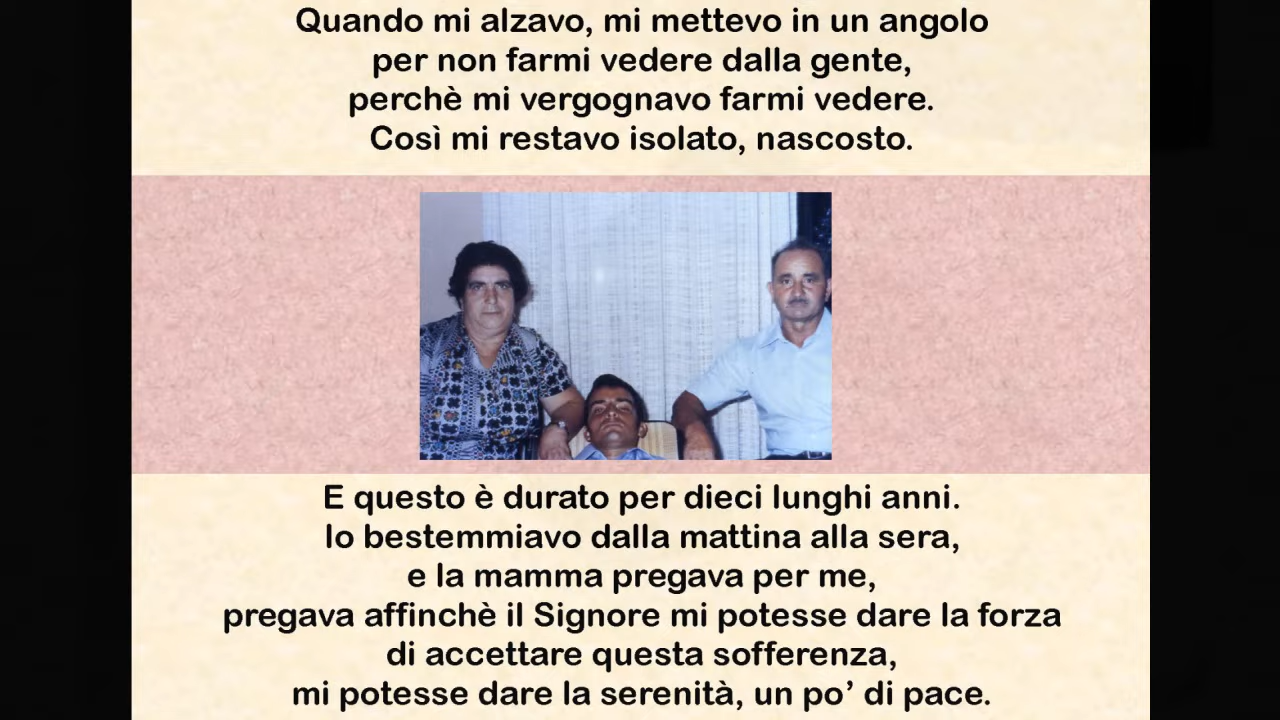 Quando mi alzavo, mi mettevo in un angolo
per non farmi vedere dalla gente,
perchè mi vergognavo farmi vedere.
Così mi restavo isolato, nascosto.
E questo è durato per dieci lunghi anni.
Io bestemmiavo dalla mattina alla sera,
e la mamma pregava per me,
pregava affinchè il Signore mi potesse dare la forza
di accettare questa sofferenza,
mi potesse dare la serenità, un po’ di pace.